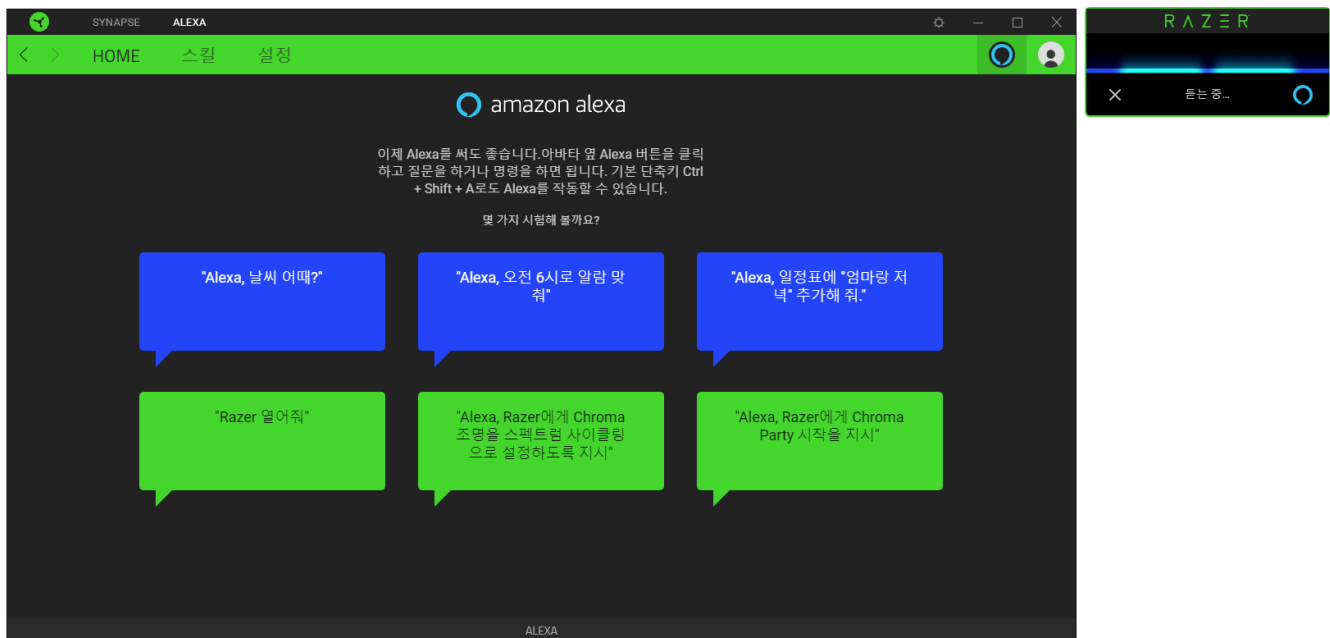 SYNAPSE
ALEXA
HOME
스킬
설정
amazon alexa
이제 Alexa를 써도 좋습니다.아바타 옆 Alexa 버튼을 클릭
하고 질문을 하거나 명령을 하면 됩니다. 기본 단축키 Ctrl
+ Shift + A로도 Alexa를 작동할 수 있습니다.
몇 가지 시험해 볼까요?
"Alexa, 날씨 어때?"
"Alexa, 오전 6시로 알람 맞
춰"
"Alexa, 일정표에 "엄마랑 저
녁" 추가해 줘."
"Razer 열어줘"
"Alexa, Razer에게 Chroma
조명을 스펙트럼 사이클링
으로 설정하도록 지시"
"Alexa, Razer에게 Chroma
Party 시작을 지시"
ALEXA
RAZER
듣는 중...